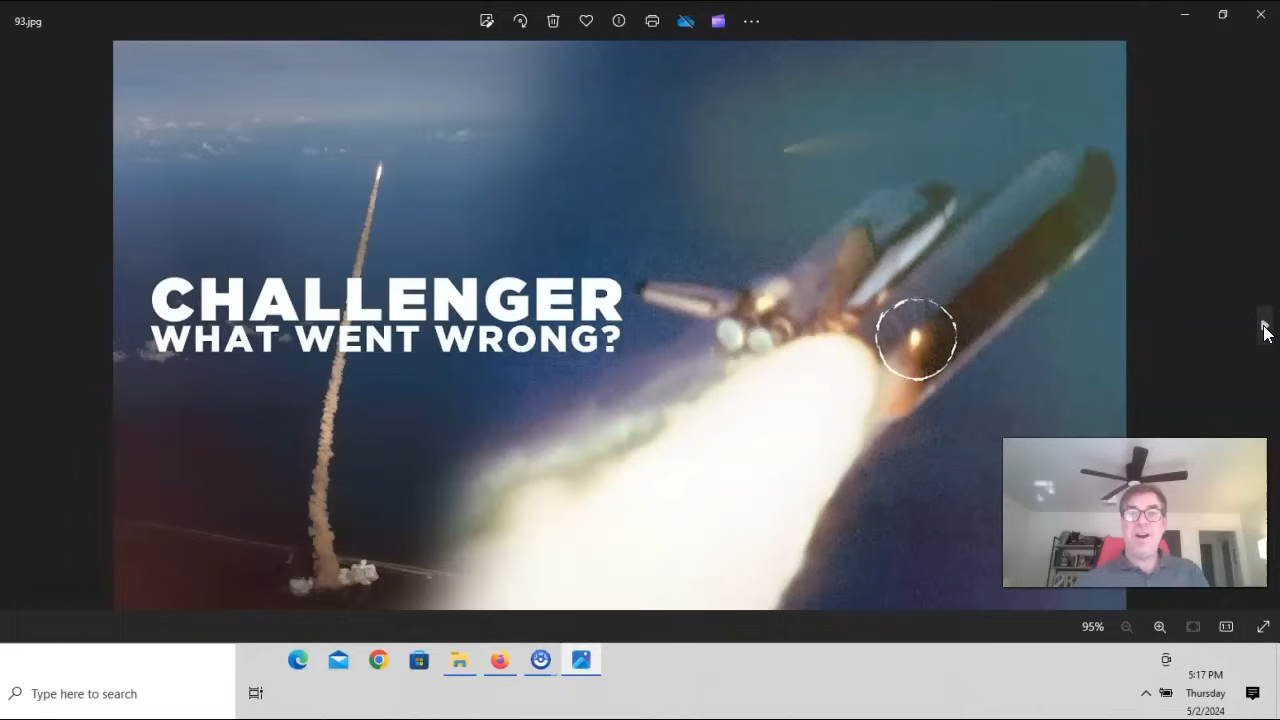 93.jpg
CHALLENGER
WHAT WENT WRONG?
95%
Type here to search
5:17 PM
Thursday
5/2/2024